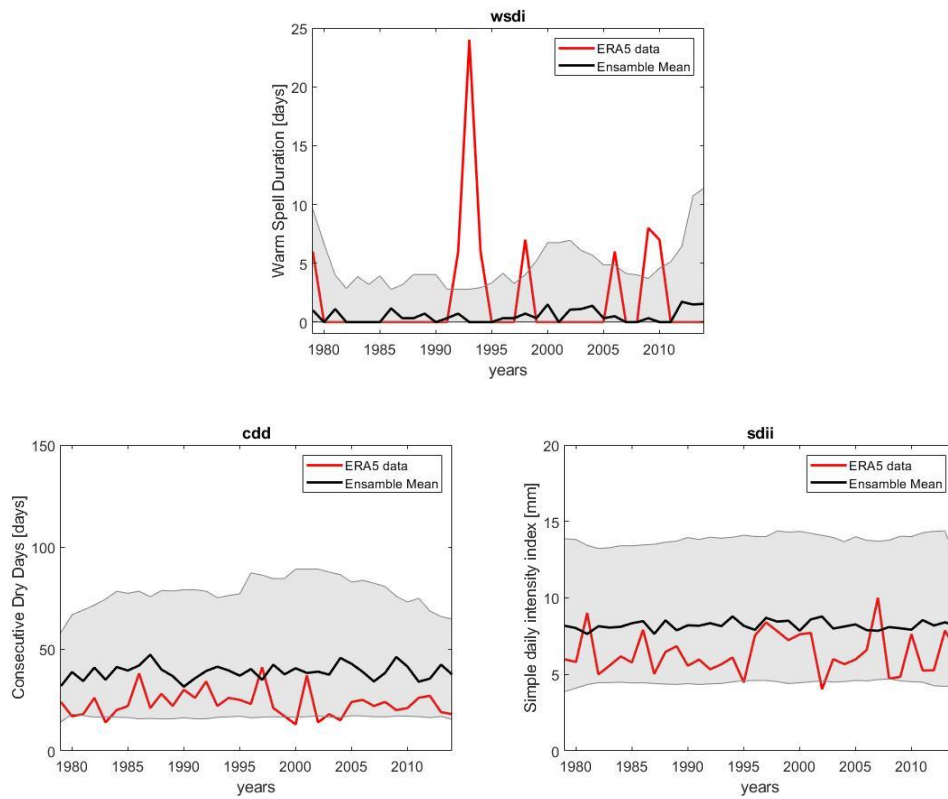 wsdi
25
20
15
10
5
0
Warm Spell Duration [days]
ERA5 data
Ensamble Mean
1980 1985 1990 1995 2000 2005 2010
years
cdd
150
100
50
0
Consecutive Dry Days [days]
ERA5 data
Ensamble Mean
1980 1985 1990 1995 2000 2005 2010
years
sdii
20
15
10
5
0
Simple daily intensity index [mm]
ERA5 data
Ensamble Mean
1980 1985 1990 1995 2000 2005 2010
years